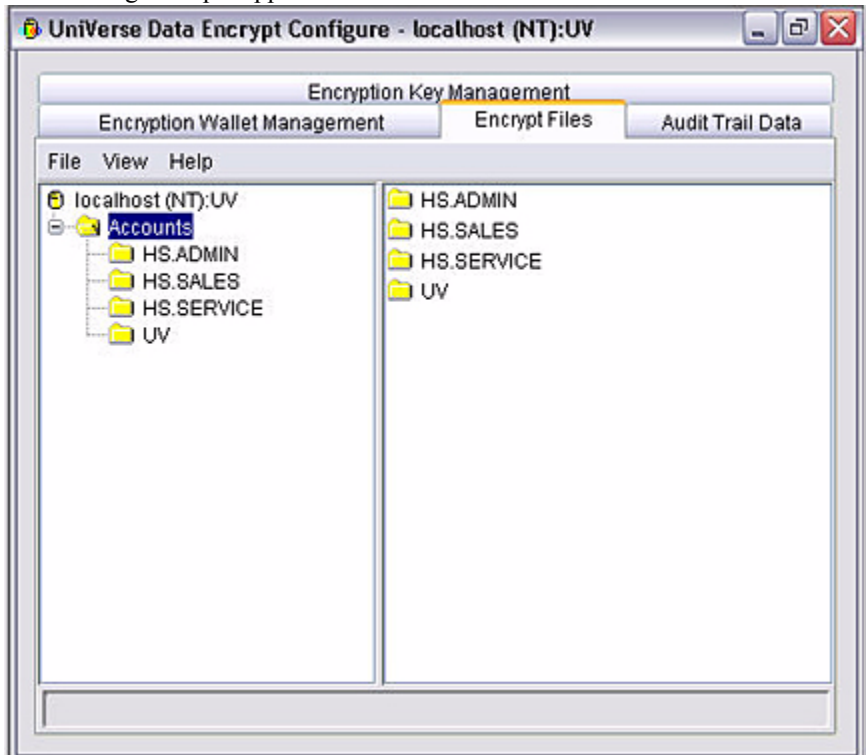 UniVerse Data Encrypt Configure - localhost (NT):UV
Encryption Key Management
Encryption Wallet Management
Encrypt Files
Audit Trail Data
File View Help
localhost (NT):UV
Accounts
HS.ADMIN
HS.SALES
HS.SERVICE
UV
HS.ADMIN
HS.SALES
HS.SERVICE
UV